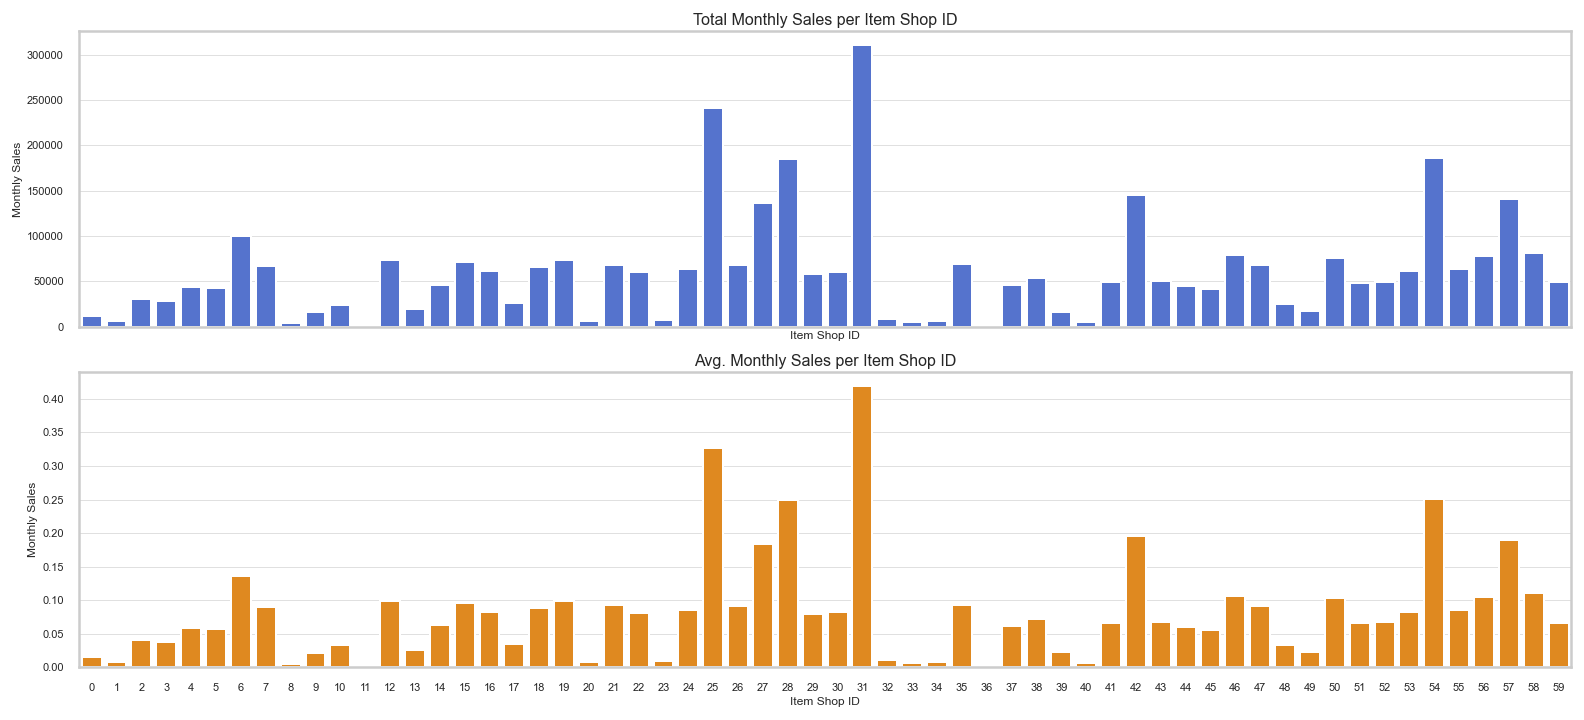 Total Monthly Sales per Item Shop ID
300000
250000
200000
150000
100000
50000
0
Monthly Sales
Item Shop ID
Avg. Monthly Sales per Item Shop ID
0.40
0.35
0.30
0.25
0.20
0.15
0.10
0.05
0.00
Monthly Sales
0 1 2 3 4 5 6 7 8 9 10 11 12 13 14 15 16 17 18 19 20 21 22 23 24 25 26 27 28 29 30 31 32 33 34 35 36 37 38 39 40 41 42 43 44 45 46 47 48 49 50 51 52 53 54 55 56 57 58 59
Item Shop ID